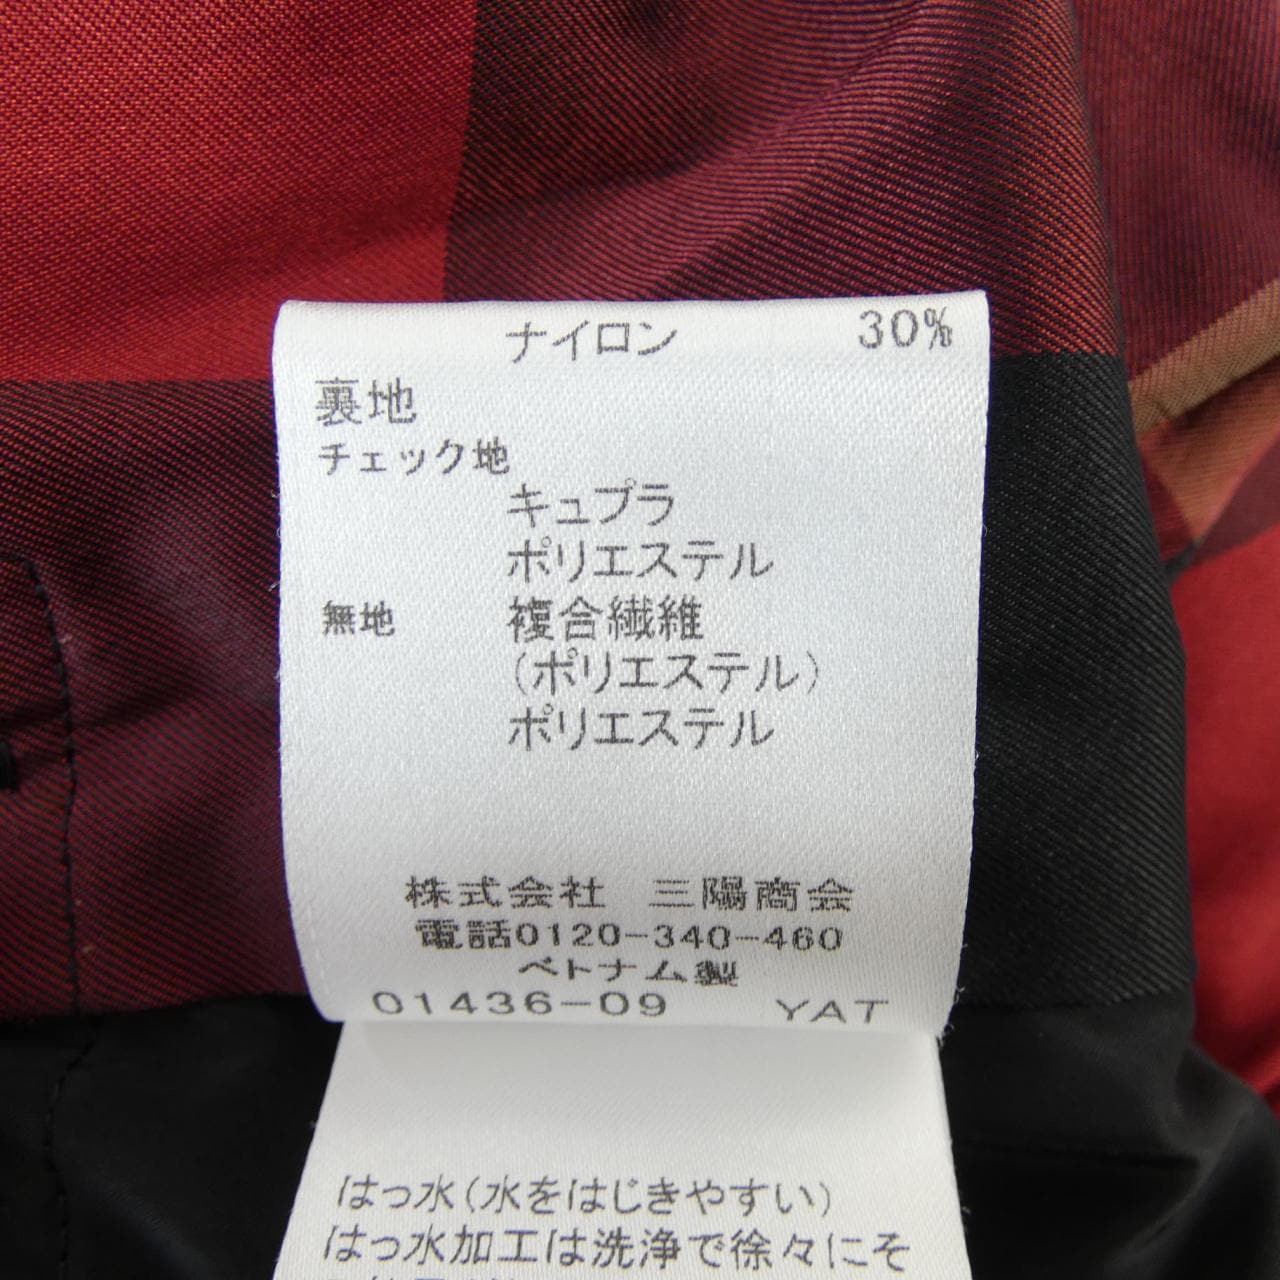 ナイロン 30%
裏地
チェック地
キュプラ
ポリエステル
無地 複合繊維
(ポリエステル)
ポリエステル
株式会社 三陽商会
電話0120-340-460
ベトナム製
01436-09 YAT
はっ水(水をはじきやすい)
はっ水加工は洗浄で徐々にそ